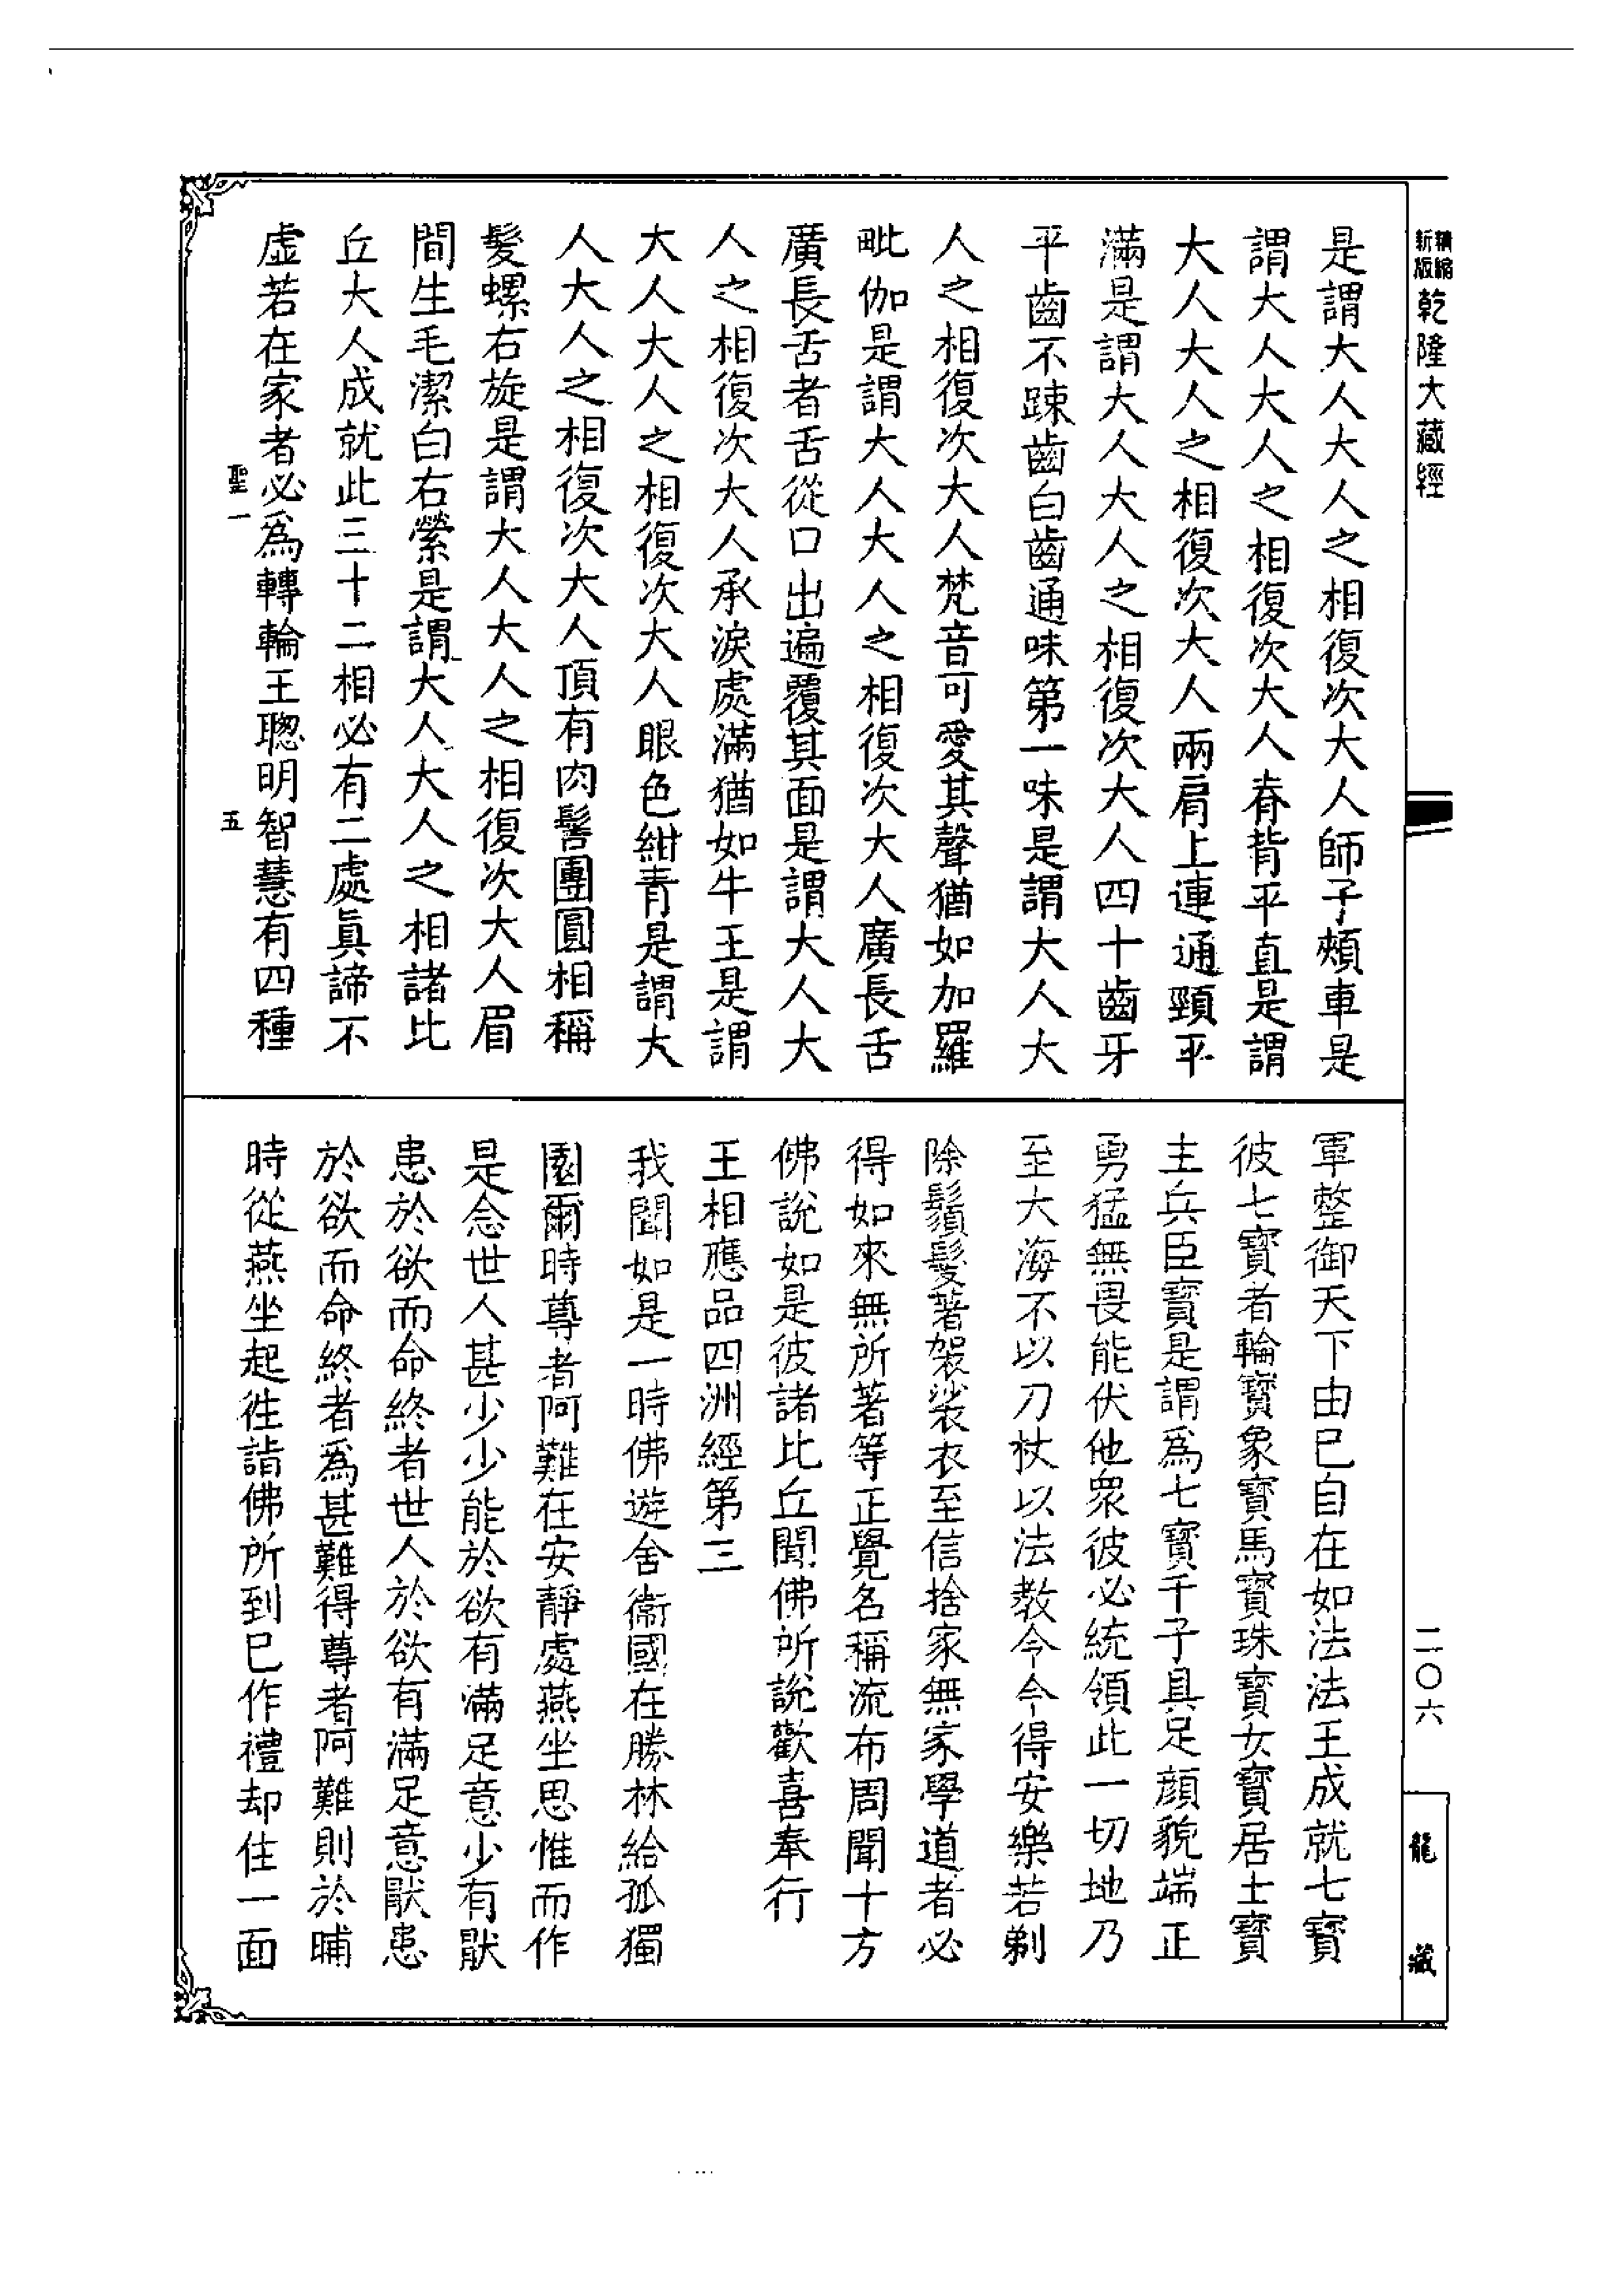 精縮
新版
乾隆大藏經
二〇六
龍藏
是謂大人大人之相復次大人師子頰車是
謂大人大人之相復次大人脊背平直是謂
大人大人之相復次大人兩肩上連通頸平
滿是謂大人大人之相復次大人四十齒牙
平齒不踈齒白齒通味第一味是謂大人大
人之相復次大人梵音可愛其聲猶如加羅
毗伽是謂大人大人之相復次大人廣長舌
廣長舌者舌從口出遍覆其面是謂大人大
人之相復次大人承淚處滿猶如牛王是謂
大人大人之相復次大人眼色紺青是謂大
人大人之相復次大人頂有肉髻團圓相稱
髮螺右旋是謂大人大人之相復次大人眉
間生毛潔白右縈是謂大人大人之相諸比
丘大人成就此三十二相必有二處真諦不
虛若在家者必爲轉輪王聰明智慧有四種
聖一
五
軍整御天下由已自在如法法王成就七寶
彼七寶者輪寶象寶馬寶珠寶女寶居士寶
主兵臣寶是謂爲七寶千子具足顏貌端正
勇猛無畏能伏他衆彼必統領此一切地乃
至大海不以刀杖以法教令令得安樂若剃
除鬚髮著袈裟衣至信捨家無家學道者必
得如來無所著等正覺名稱流布周聞十方
佛說如是彼諸比丘聞佛所說歡喜奉行
王相應品四洲經第三
我聞如是一時佛遊舍衞國在勝林給孤獨
園爾時尊者阿難在安靜處燕坐思惟而作
是念世人甚少少能於欲有滿足意少有厭
患於欲而命終者世人於欲有滿足意厭患
於欲而命終者爲甚難得尊者阿難則於晡
時從燕坐起往詣佛所到已作禮却住一面